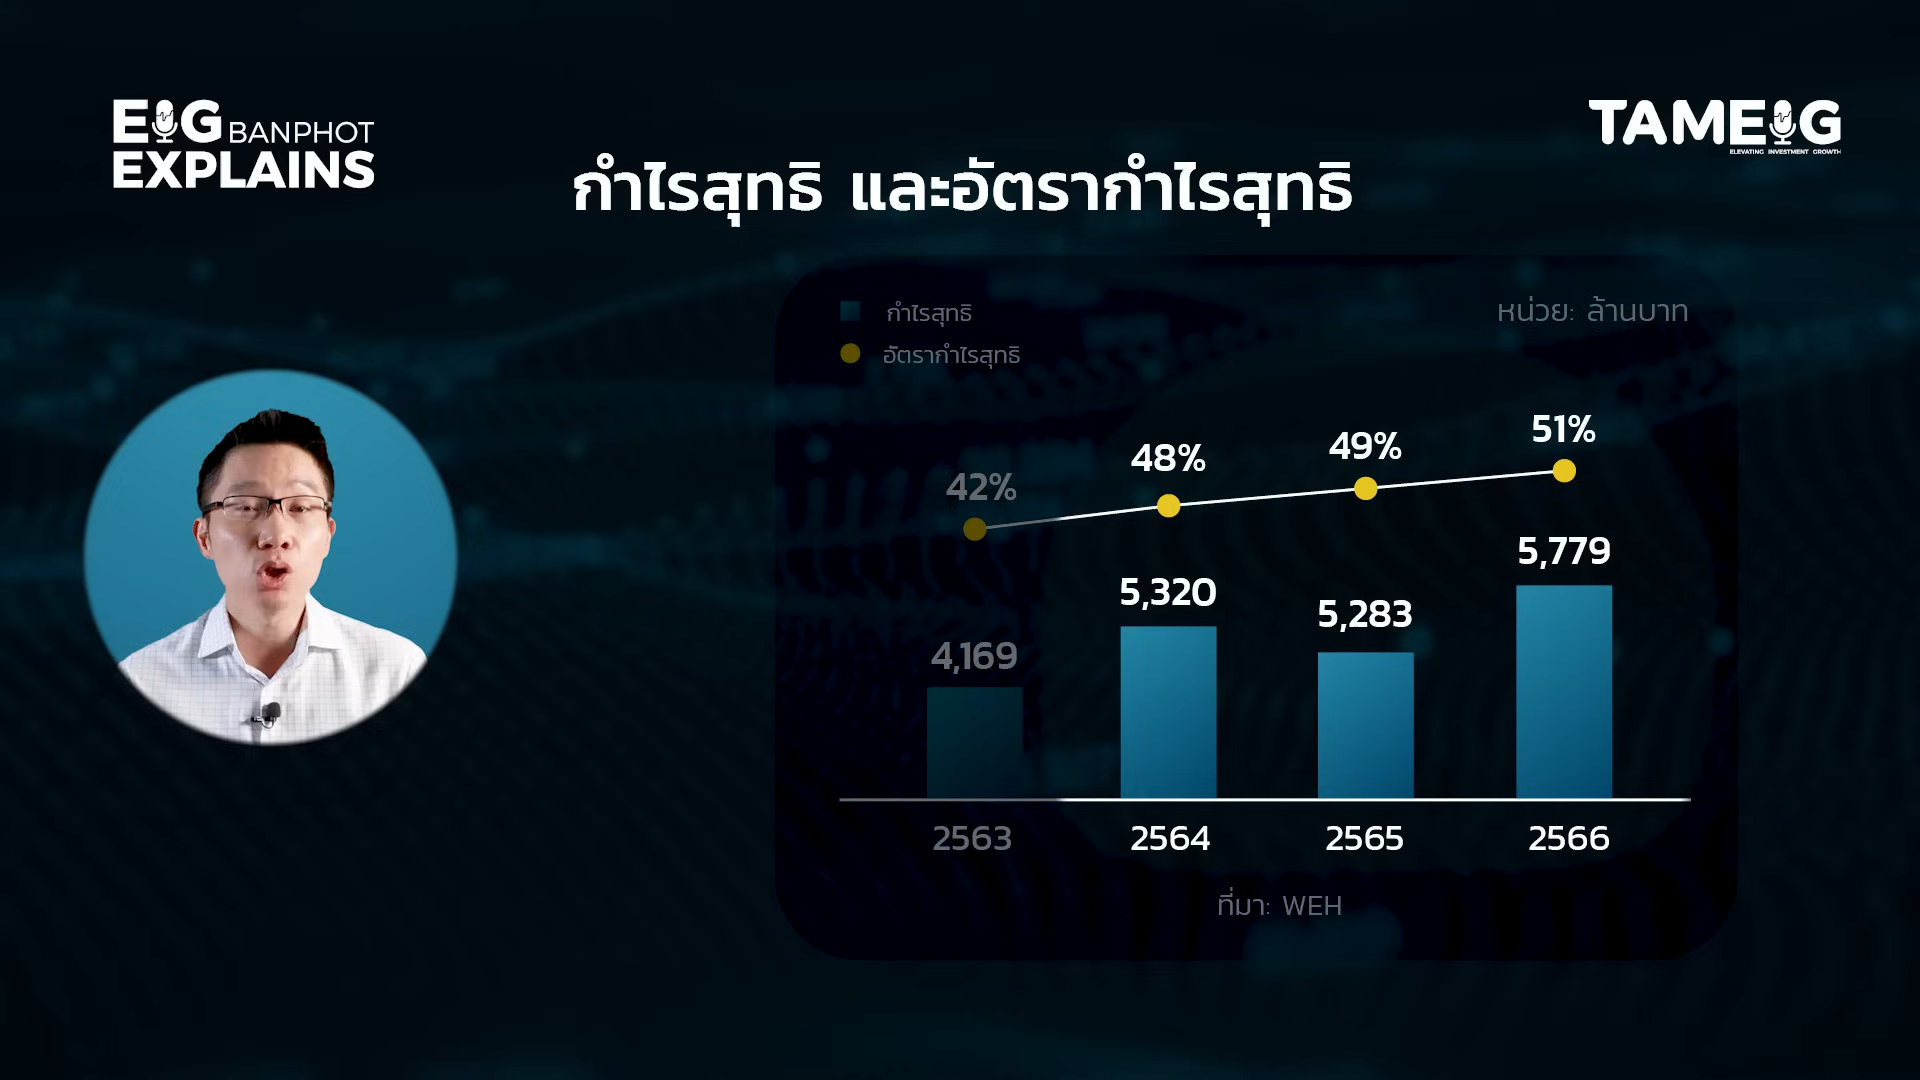 EIG BANPHOT
EXPLAINS
TAMEIG
ELEVATING INVESTMENT GROWTH
กำไรสุทธิ และอัตรากำไรสุทธิ
กำไรสุทธิ
อัตรากำไรสุทธิ
หน่วย: ล้านบาท
42%
48%
49%
51%
4,169
5,320
5,283
5,779
2563
2564
2565
2566
ที่มา: WEH